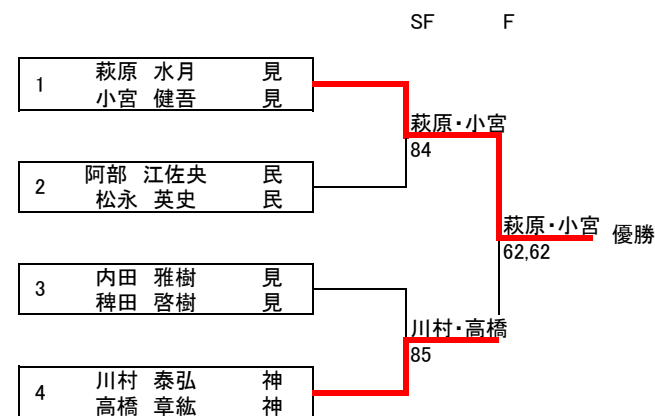 SF F
1 萩原 水月 見
小宮 健吾 見
萩原・小宮
84
2 阿部 江佐央 民
松永 英史 民
萩原・小宮 優勝
62,62
3 内田 雅樹 見
稗田 啓樹 見
川村・高橋
85
4 川村 泰弘 神
高橋 章紘 神